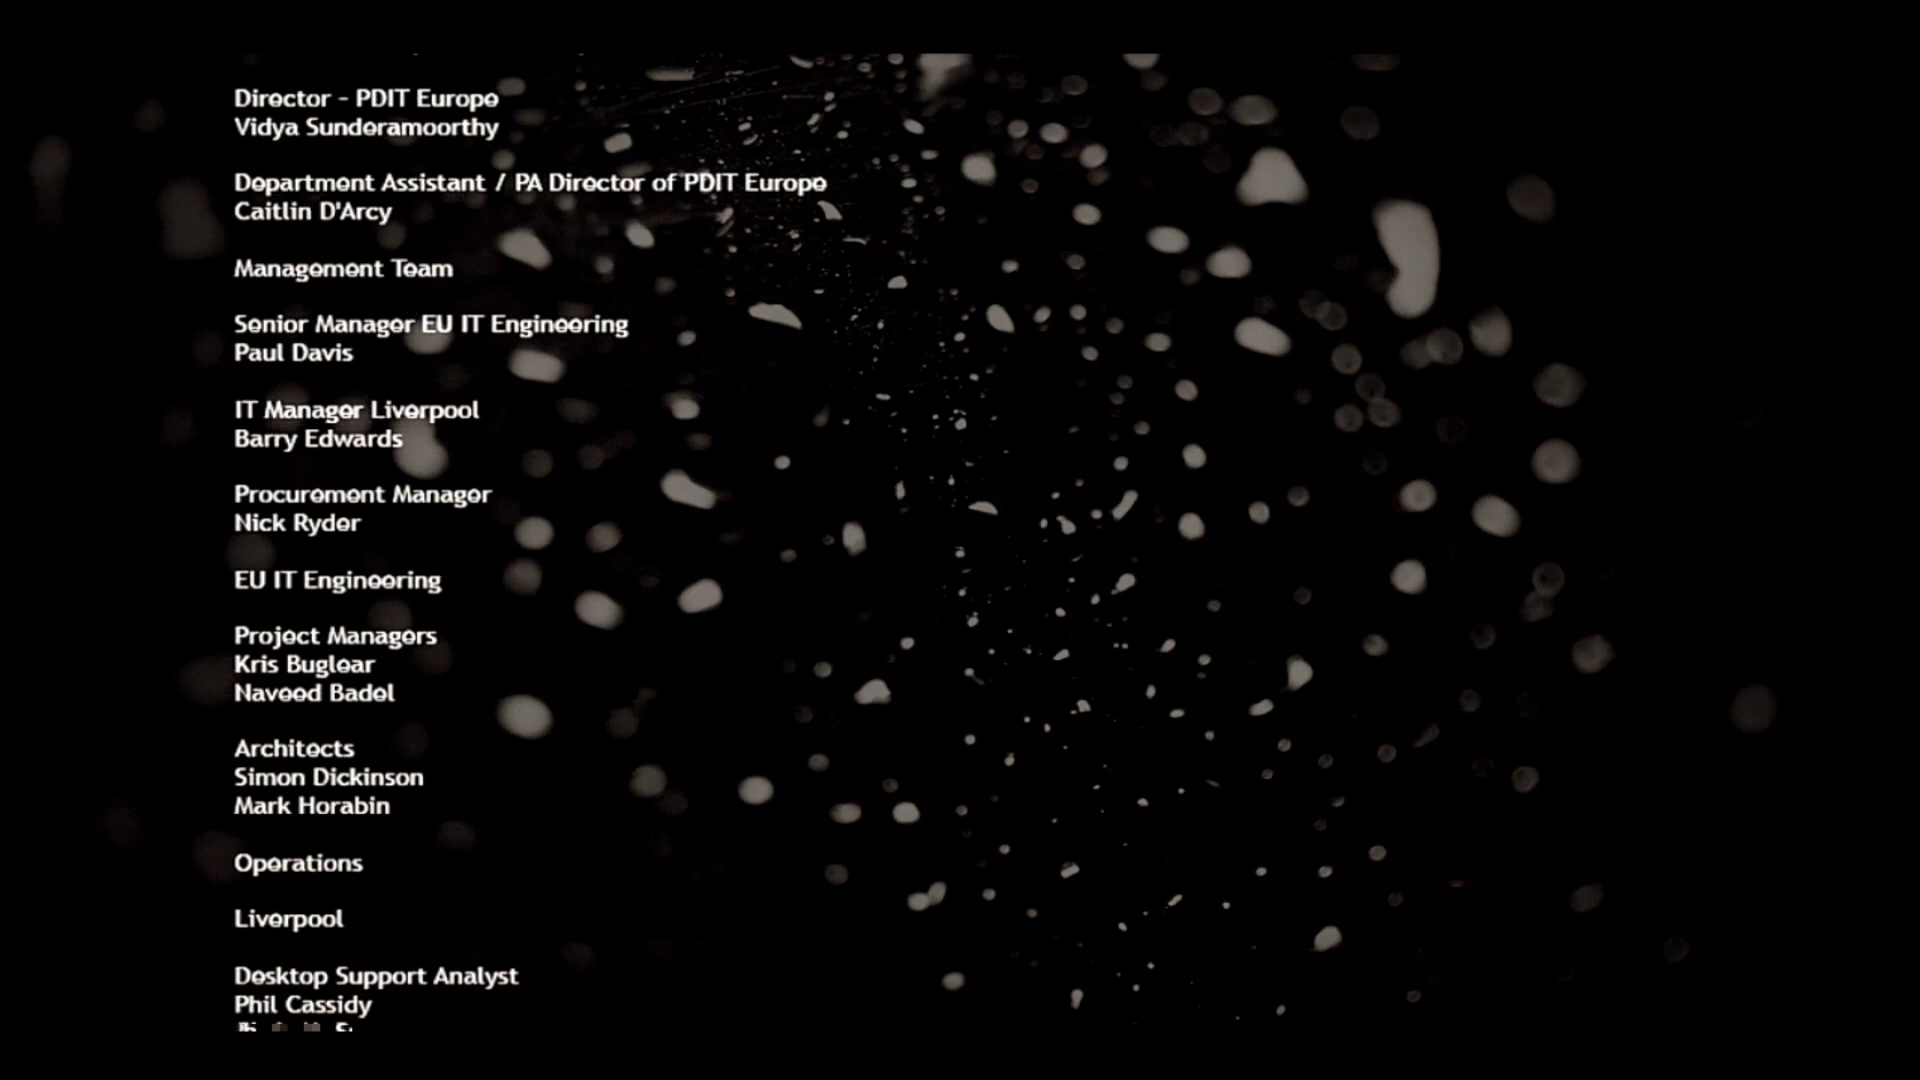 Director - PDIT Europe
Vidya Sunderamoorthy
Department Assistant / PA Director of PDIT Europe
Caitlin D'Arcy
Management Team
Senior Manager EU IT Engineering
Paul Davis
IT Manager Liverpool
Barry Edwards
Procurement Manager
Nick Ryder
EU IT Engineering
Project Managers
Kris Buglear
Naveed Badel
Architects
Simon Dickinson
Mark Horabin
Operations
Liverpool
Desktop Support Analyst
Phil Cassidy